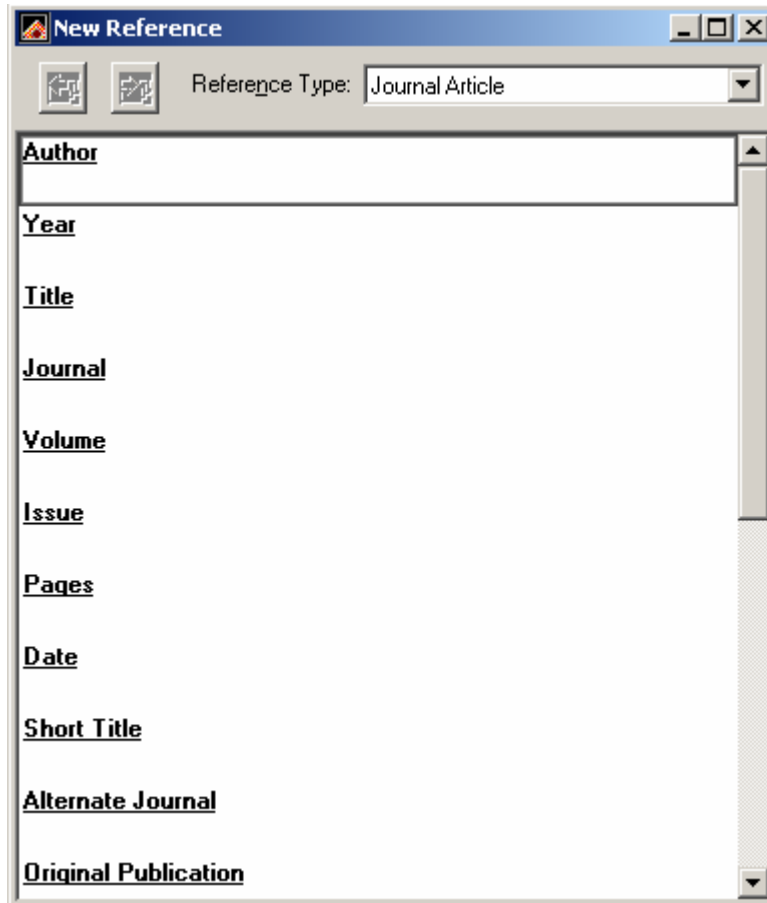 New Reference
Reference Type: Journal Article
Author
Year
Title
Journal
Volume
Issue
Pages
Date
Short Title
Alternate Journal
Original Publication